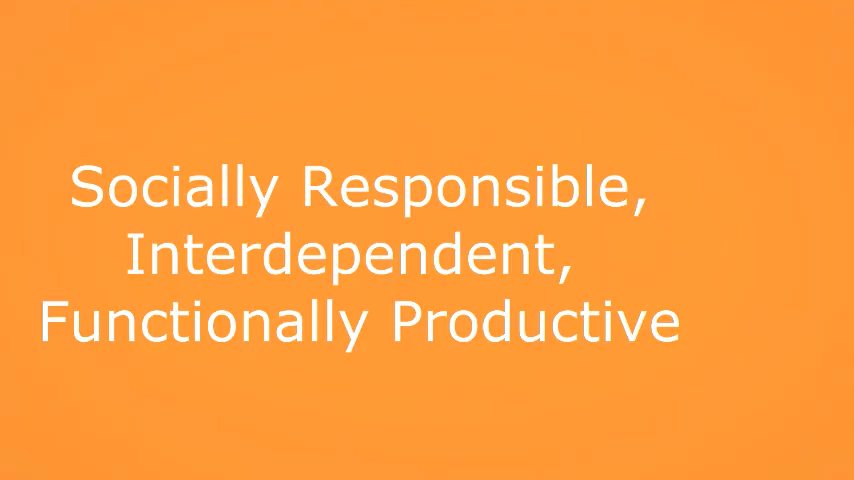 Socially Responsible,
Interdependent,
Functionally Productive